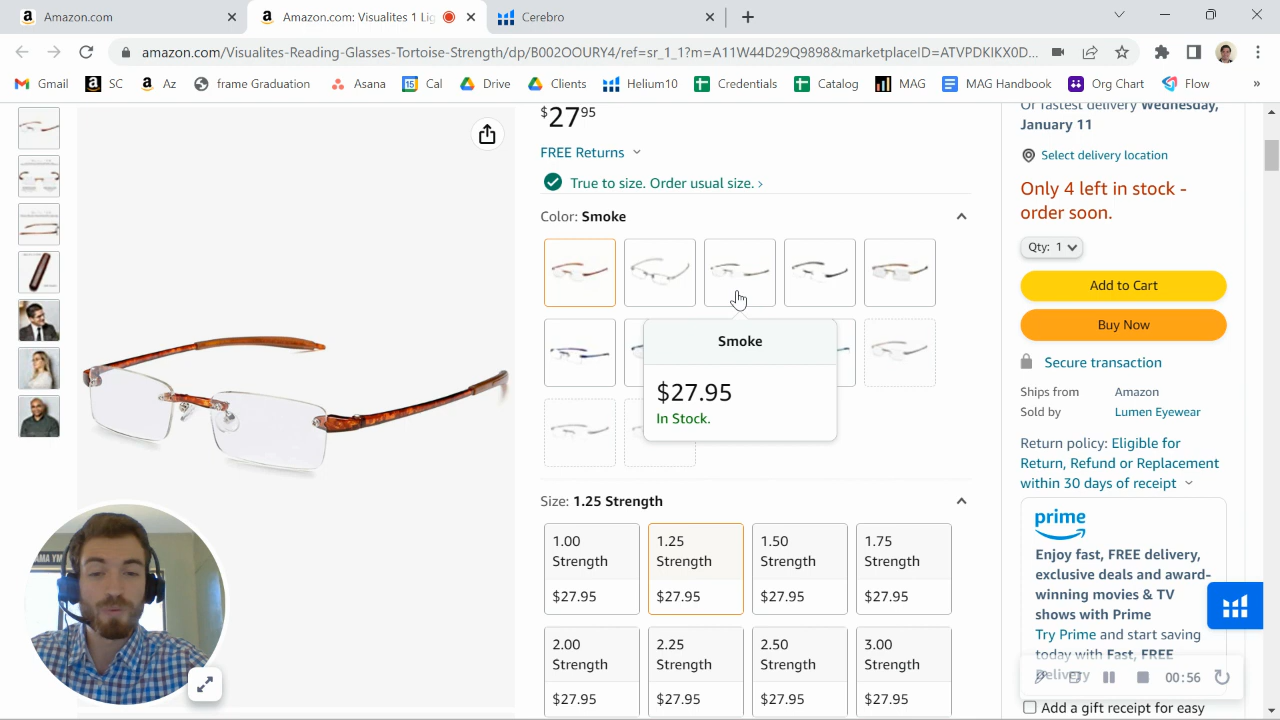 Amazon.com
Amazon.com: Visualites 1 Lig
Cerebro
amazon.com/Visualites-Reading-Glasses-Tortoise-Strength/dp/B002OOURY4/ref=sr_1_1?m=A11W44D29Q9898&marketplaceID=ATVPDKIKX0D...
Gmail
SC
Az
frame Graduation
Asana
Cal
Drive
Clients
Helium10
Credentials
Catalog
MAG
MAG Handbook
Org Chart
Flow
»
$27 95
FREE Returns
True to size. Order usual size. ›
Color: Smoke
Smoke
$27.95
In Stock.
Size: 1.25 Strength
1.00 Strength
$27.95
1.25 Strength
$27.95
1.50 Strength
$27.95
1.75 Strength
$27.95
2.00 Strength
$27.95
2.25 Strength
$27.95
2.50 Strength
$27.95
3.00 Strength
$27.95
Or fastest delivery Wednesday,
January 11
Select delivery location
Only 4 left in stock -
order soon.
Qty: 1
Add to Cart
Buy Now
Secure transaction
Ships from Amazon
Sold by Lumen Eyewear
Return policy: Eligible for
Return, Refund or Replacement
within 30 days of receipt
prime
Enjoy fast, FREE delivery,
exclusive deals and award-
winning movies & TV
shows with Prime
Try Prime and start saving
today with Fast, FREE
Delivery
00:56
Add a gift receipt for easy